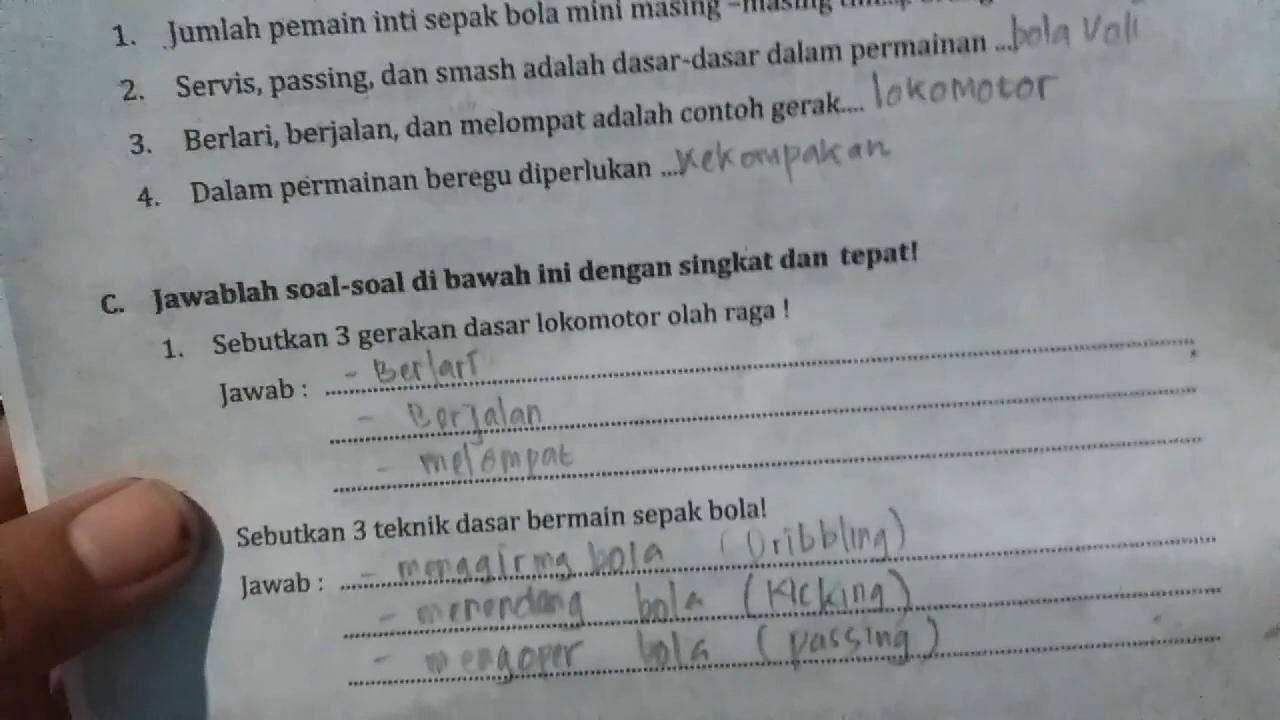 1. Jumlah pemain inti sepak bola mini masing –masing
2. Servis, passing, dan smash adalah dasar-dasar dalam permainan ...bola Voli
3. Berlari, berjalan, dan melompat adalah contoh gerak.... lokomotor
4. Dalam permainan beregu diperlukan ...kekompakan
C. Jawablah soal-soal di bawah ini dengan singkat dan tepat!
1. Sebutkan 3 gerakan dasar lokomotor olah raga !
Jawab : - Berlari
- Berjalan
- melompat
Sebutkan 3 teknik dasar bermain sepak bola!
Jawab : - menggiring bola (Dribbling)
- menendang bola (Kicking)
- mengoper bola (passing)